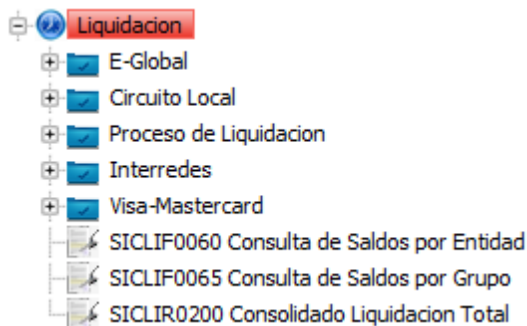 Liquidacion
E-Global
Circuito Local
Proceso de Liquidacion
Interredes
Visa-Mastercard
SICLIF0060 Consulta de Saldos por Entidad
SICLIF0065 Consulta de Saldos por Grupo
SICLIR0200 Consolidado Liquidacion Total